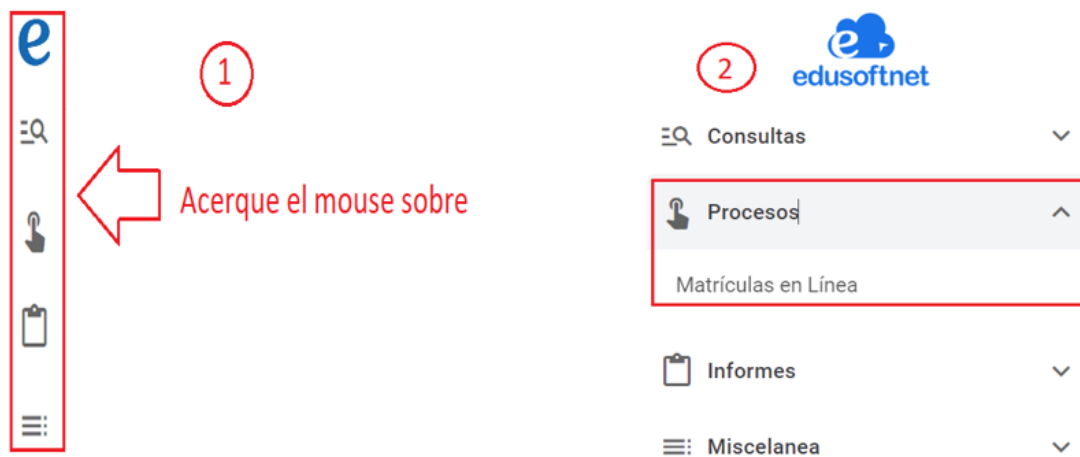 e
1
Acerque el mouse sobre
2
e
edusoftnet
Consultas
Procesos
Matrículas en Línea
Informes
Miscelanea